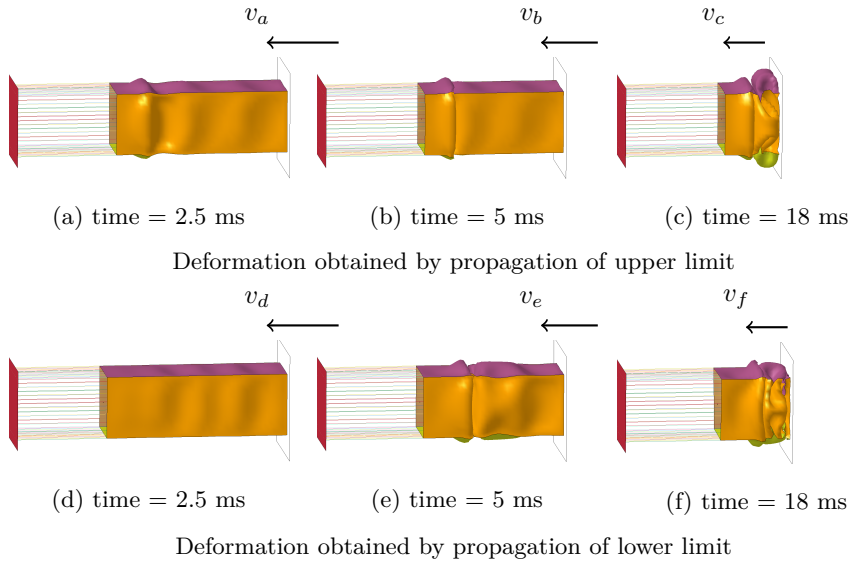 v_a v_b v_c
(a) time = 2.5 ms (b) time = 5 ms (c) time = 18 ms
Deformation obtained by propagation of upper limit
v_d v_e v_f
(d) time = 2.5 ms (e) time = 5 ms (f) time = 18 ms
Deformation obtained by propagation of lower limit